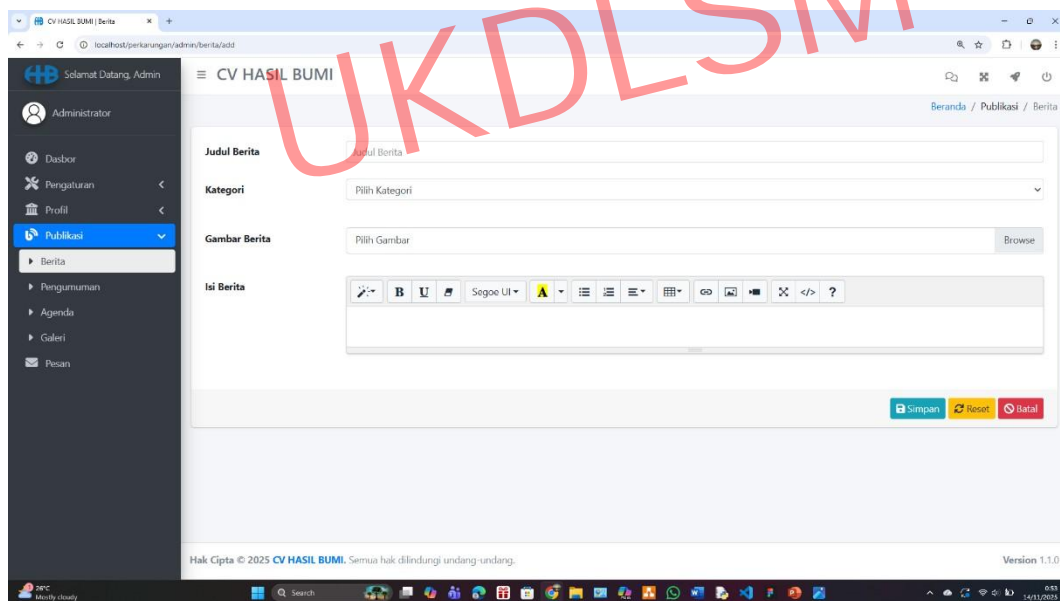 CV HASIL BUMI | Berita
localhost/perkarungan/admin/berita/add
Selamat Datang, Admin
CV HASIL BUMI
Administrator
Beranda / Publikasi / Berita
Dasbor
Pengaturan
Profil
Publikasi
Berita
Pengumuman
Agenda
Galeri
Pesan
Judul Berita
Judul Berita
Kategori
Pilih Kategori
Gambar Berita
Pilih Gambar
Browse
Isi Berita
B U Segoe UI A </> ?
Simpan Reset Batal
Hak Cipta © 2025 CV HASIL BUMI. Semua hak dilindungi undang-undang.
Version 1.1.0
26°C
Mostly cloudy
Search
0:53
14/11/2025
UKDLSM